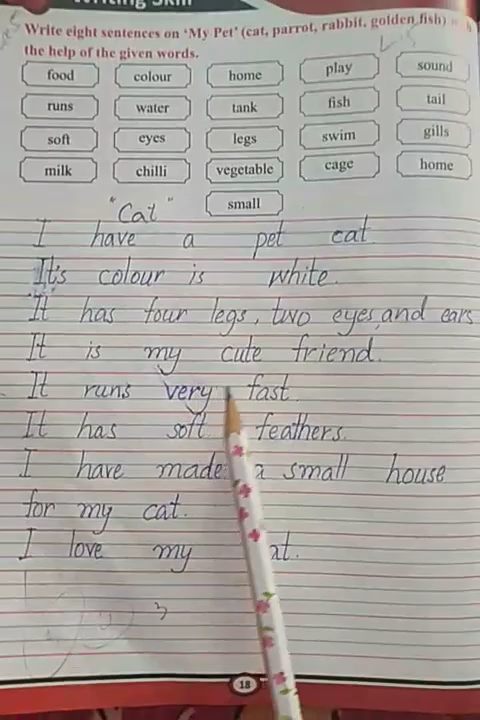 Writing Skill
Write eight sentences on 'My Pet' (cat, parrot, rabbit, golden fish)
the help of the given words.
food colour home play sound
runs water tank fish tail
soft eyes legs swim gills
milk chilli vegetable cage home
small
"Cat"
I have a pet cat
It's colour is white.
It has four legs, two eyes, and ears
It is my cute friend.
It runs very fast.
It has soft feathers.
I have made a small house
for my cat.
I love my at.
18